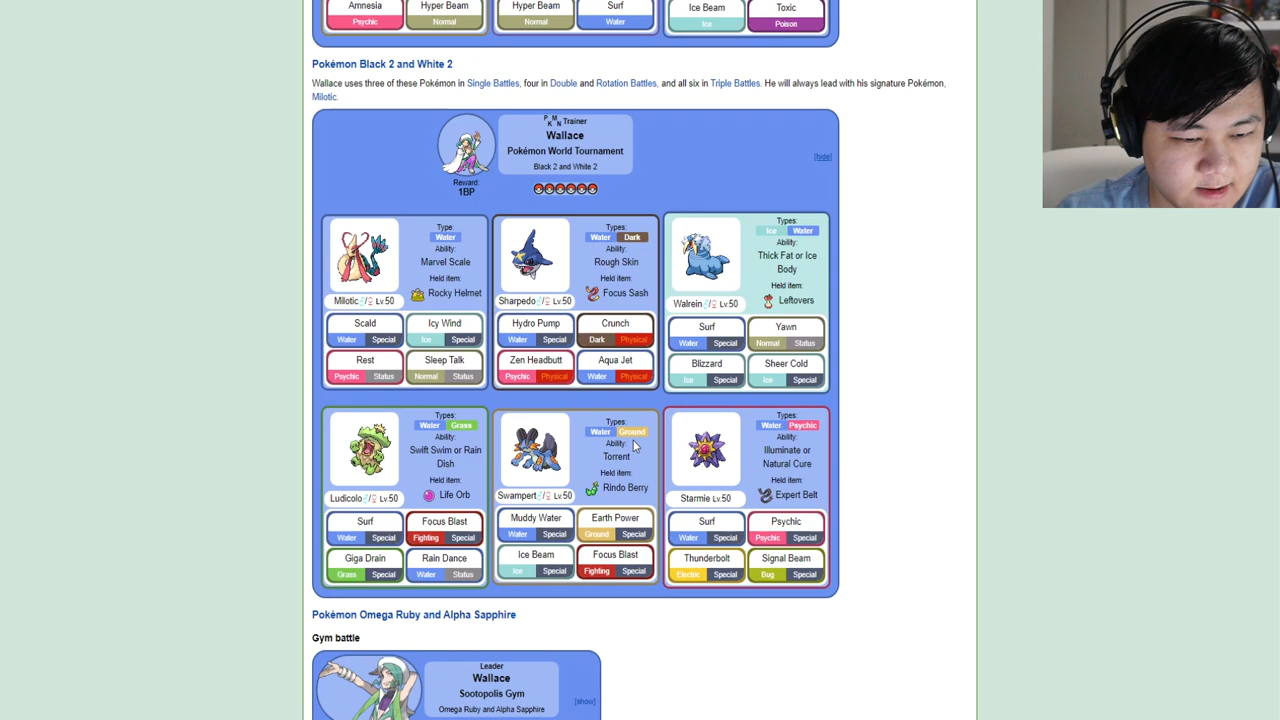 Amnesia Hyper Beam Hyper Beam Surf Ice Beam Toxic
Psychic Normal Normal Water Ice Poison
Pokémon Black 2 and White 2
Wallace uses three of these Pokémon in Single Battles, four in Double and Rotation Battles, and all six in Triple Battles. He will always lead with his signature Pokémon,
Milotic.
PKMN Trainer
Wallace
Pokémon World Tournament
Black 2 and White 2
[hide]
Reward:
1BP
Type:
Water
Ability:
Marvel Scale
Held item:
Rocky Helmet
Milotic♂/♀ Lv.50
Scald Icy Wind
Water Special Ice Special
Rest Sleep Talk
Psychic Status Normal Status
Types:
Water Dark
Ability:
Rough Skin
Held item:
Focus Sash
Sharpedo♂/♀ Lv.50
Hydro Pump Crunch
Water Special Dark Physical
Zen Headbutt Aqua Jet
Psychic Physical Water Physical
Types:
Ice Water
Ability:
Thick Fat or Ice
Body
Held item:
Leftovers
Walrein♂/♀ Lv.50
Surf Yawn
Water Special Normal Status
Blizzard Sheer Cold
Ice Special Ice Special
Types:
Water Grass
Ability:
Swift Swim or Rain
Dish
Held item:
Life Orb
Ludicolo♂/♀ Lv.50
Surf Focus Blast
Water Special Fighting Special
Giga Drain Rain Dance
Grass Special Water Status
Types:
Water Ground
Ability:
Torrent
Held item:
Rindo Berry
Swampert♂/♀ Lv.50
Muddy Water Earth Power
Water Special Ground Special
Ice Beam Focus Blast
Ice Special Fighting Special
Types:
Water Psychic
Ability:
Illuminate or
Natural Cure
Held item:
Expert Belt
Starmie Lv.50
Surf Psychic
Water Special Psychic Special
Thunderbolt Signal Beam
Electric Special Bug Special
Pokémon Omega Ruby and Alpha Sapphire
Gym battle
Leader
Wallace
Sootopolis Gym
Omega Ruby and Alpha Sapphire
[show]